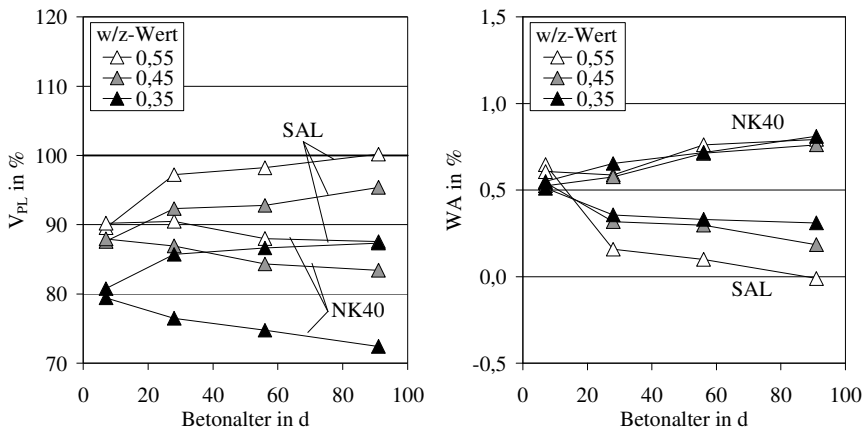 120
110
100
90
80
70
V_PL in %
w/z-Wert
0,55
0,45
0,35
SAL
NK40
0 20 40 60 80 100
Betonalter in d
1,5
1,0
0,5
0,0
-0,5
WA in %
w/z-Wert
0,55
0,45
0,35
NK40
SAL
0 20 40 60 80 100
Betonalter in d